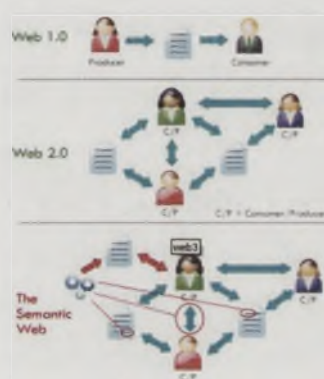 Web 1.0
Producer
Consumer
Web 2.0
C/P
C/P
C/P
C/P = Consumer/Producer
web3
The
Semantic
Web
C/P
C/P
C/P